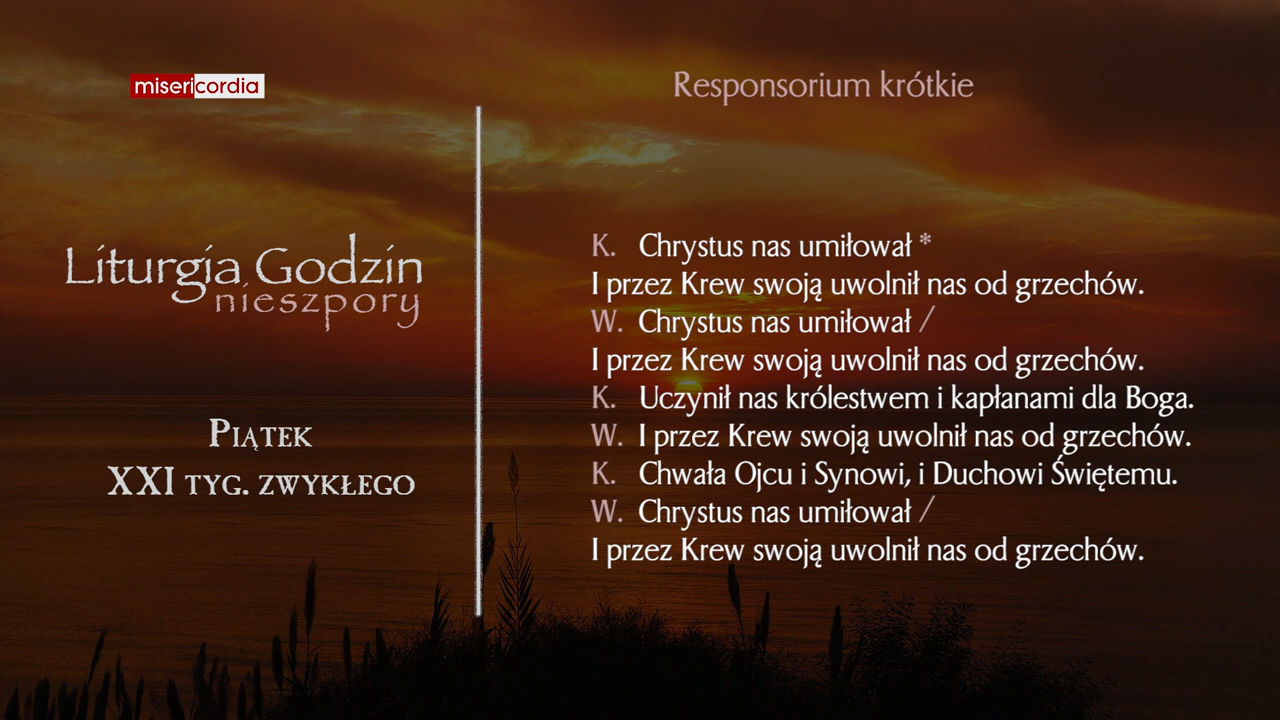 misericordia
Liturgia Godzin
nieszpory
Piątek
XXI tyg. zwykłego
Responsorium krótkie
K. Chrystus nas umiłował *
I przez Krew swoją uwolnił nas od grzechów.
W. Chrystus nas umiłował /
I przez Krew swoją uwolnił nas od grzechów.
K. Uczynił nas królestwem i kapłanami dla Boga.
W. I przez Krew swoją uwolnił nas od grzechów.
K. Chwała Ojcu i Synowi, i Duchowi Świętemu.
W. Chrystus nas umiłował /
I przez Krew swoją uwolnił nas od grzechów.